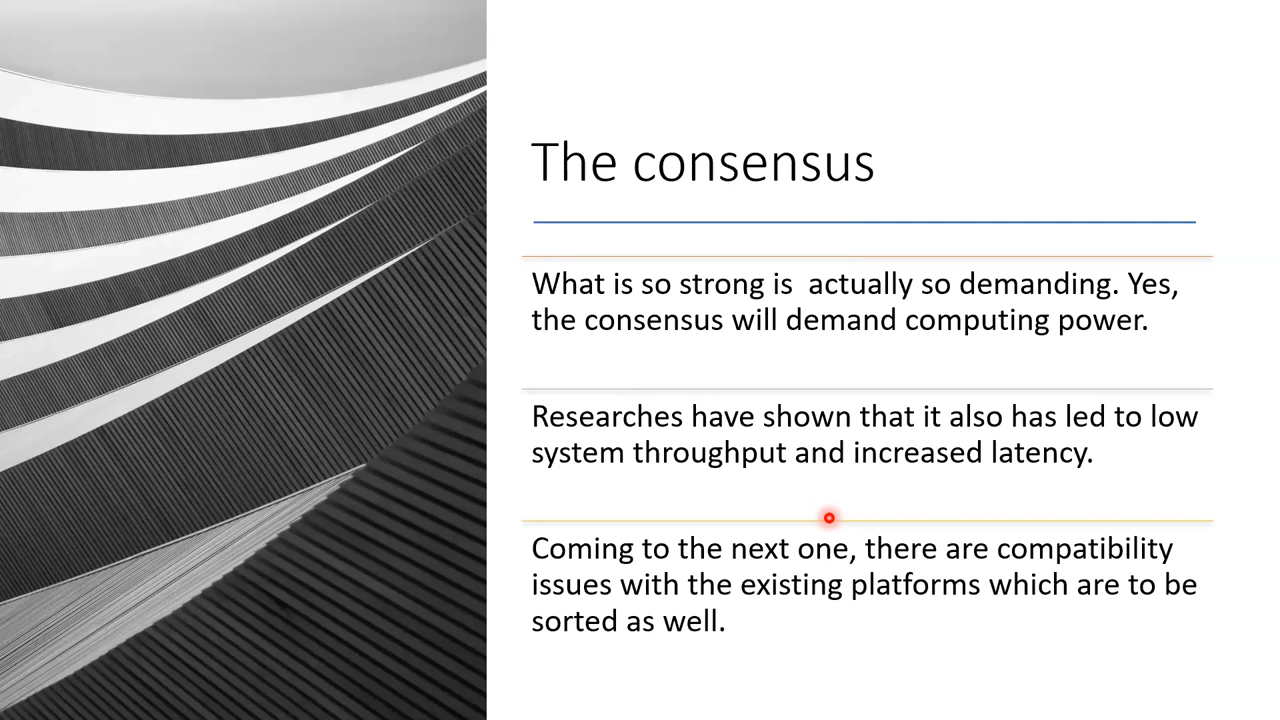 The consensus
What is so strong is  actually so demanding. Yes,
the consensus will demand computing power.
Researches have shown that it also has led to low
system throughput and increased latency.
Coming to the next one, there are compatibility
issues with the existing platforms which are to be
sorted as well.